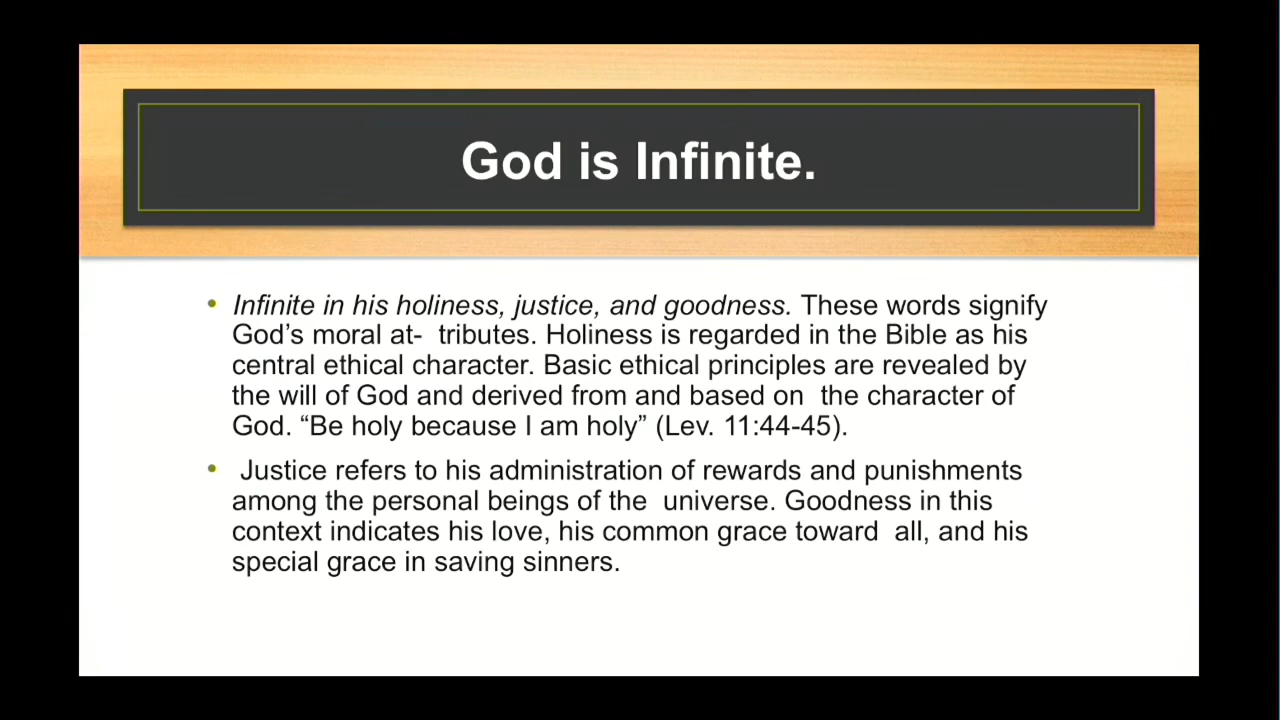 God is Infinite.
• Infinite in his holiness, justice, and goodness. These words signify
God’s moral at-  tributes. Holiness is regarded in the Bible as his
central ethical character. Basic ethical principles are revealed by
the will of God and derived from and based on  the character of
God. “Be holy because I am holy” (Lev. 11:44-45).
•  Justice refers to his administration of rewards and punishments
among the personal beings of the  universe. Goodness in this
context indicates his love, his common grace toward  all, and his
special grace in saving sinners.